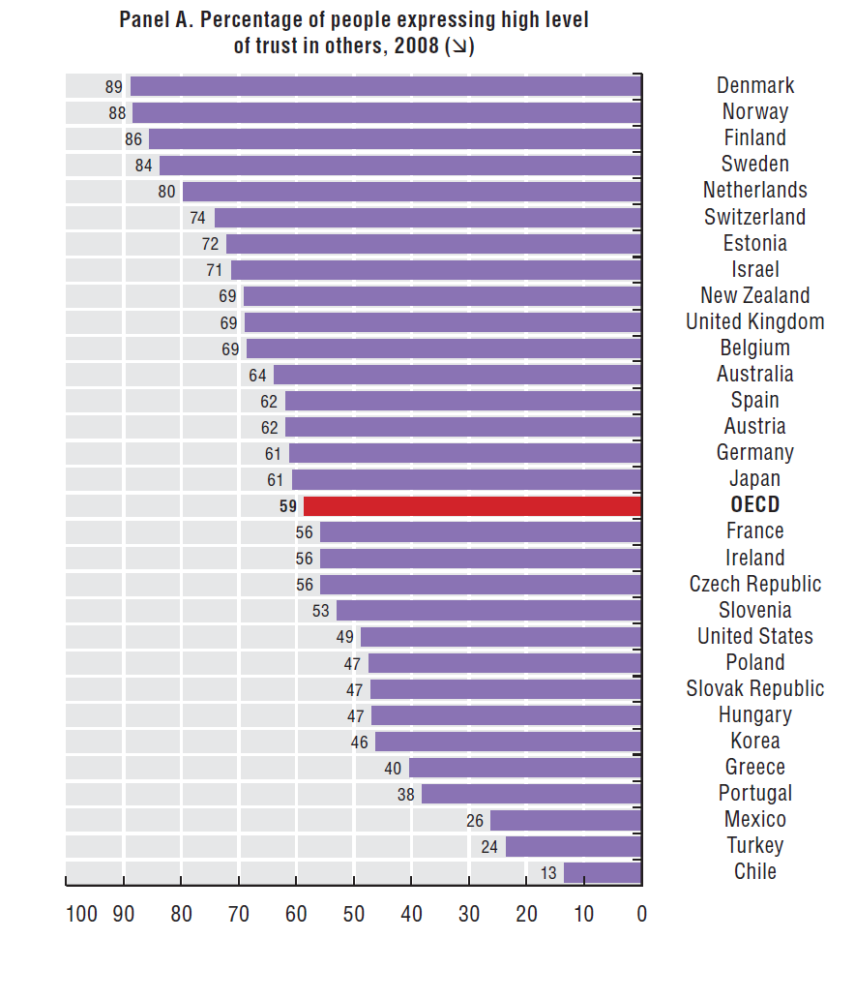 Panel A. Percentage of people expressing high level
of trust in others, 2008 (↘)
89 Denmark
88 Norway
86 Finland
84 Sweden
80 Netherlands
74 Switzerland
72 Estonia
71 Israel
69 New Zealand
69 United Kingdom
69 Belgium
64 Australia
62 Spain
62 Austria
61 Germany
61 Japan
59 OECD
56 France
56 Ireland
56 Czech Republic
53 Slovenia
49 United States
47 Poland
47 Slovak Republic
47 Hungary
46 Korea
40 Greece
38 Portugal
26 Mexico
24 Turkey
13 Chile
100 90 80 70 60 50 40 30 20 10 0